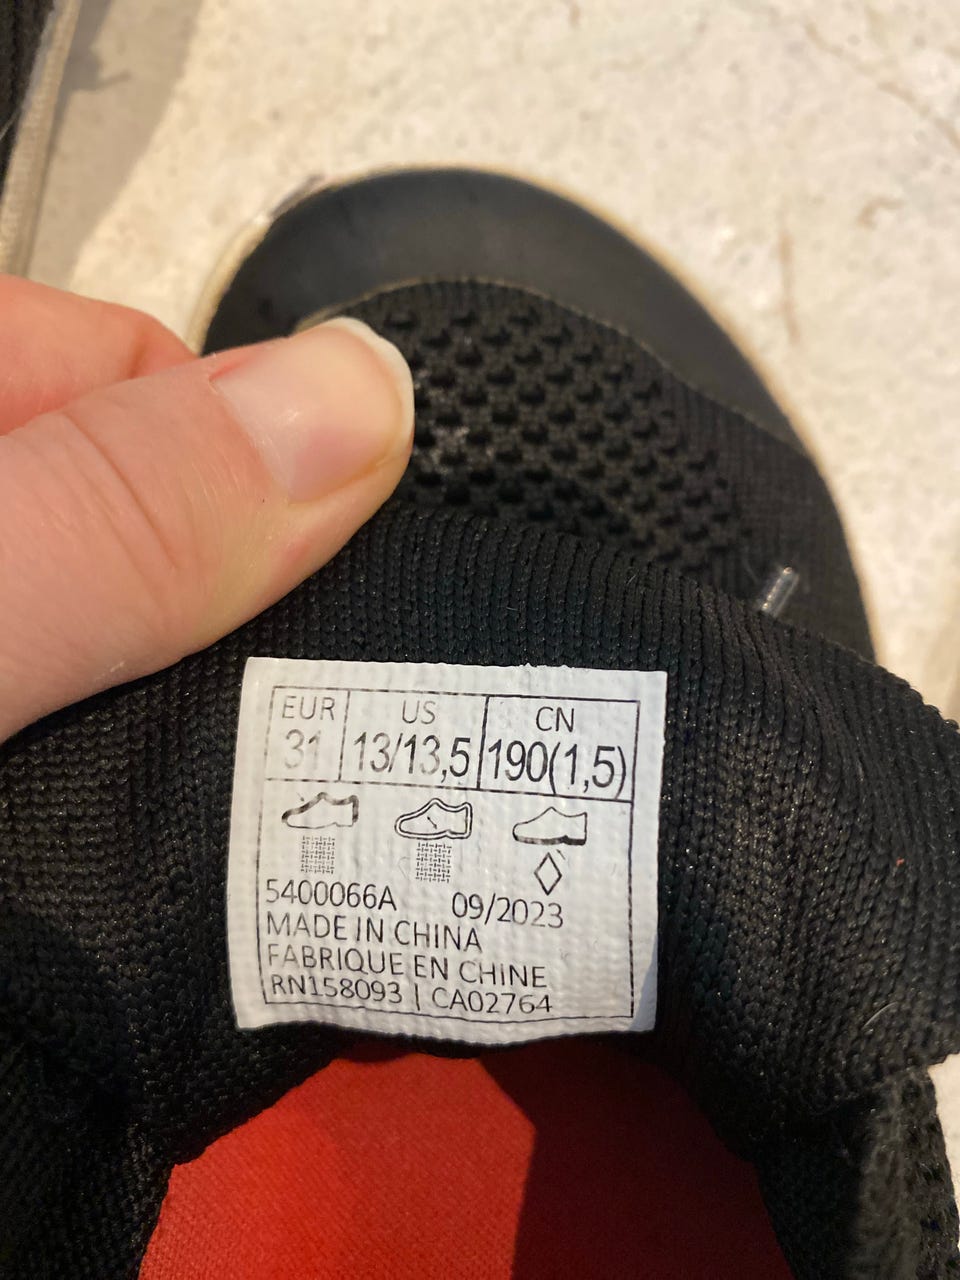 EUR US CN
31 13/13,5 190(1,5)
5400066A 09/2023
MADE IN CHINA
FABRIQUE EN CHINE
RN158093 | CA02764